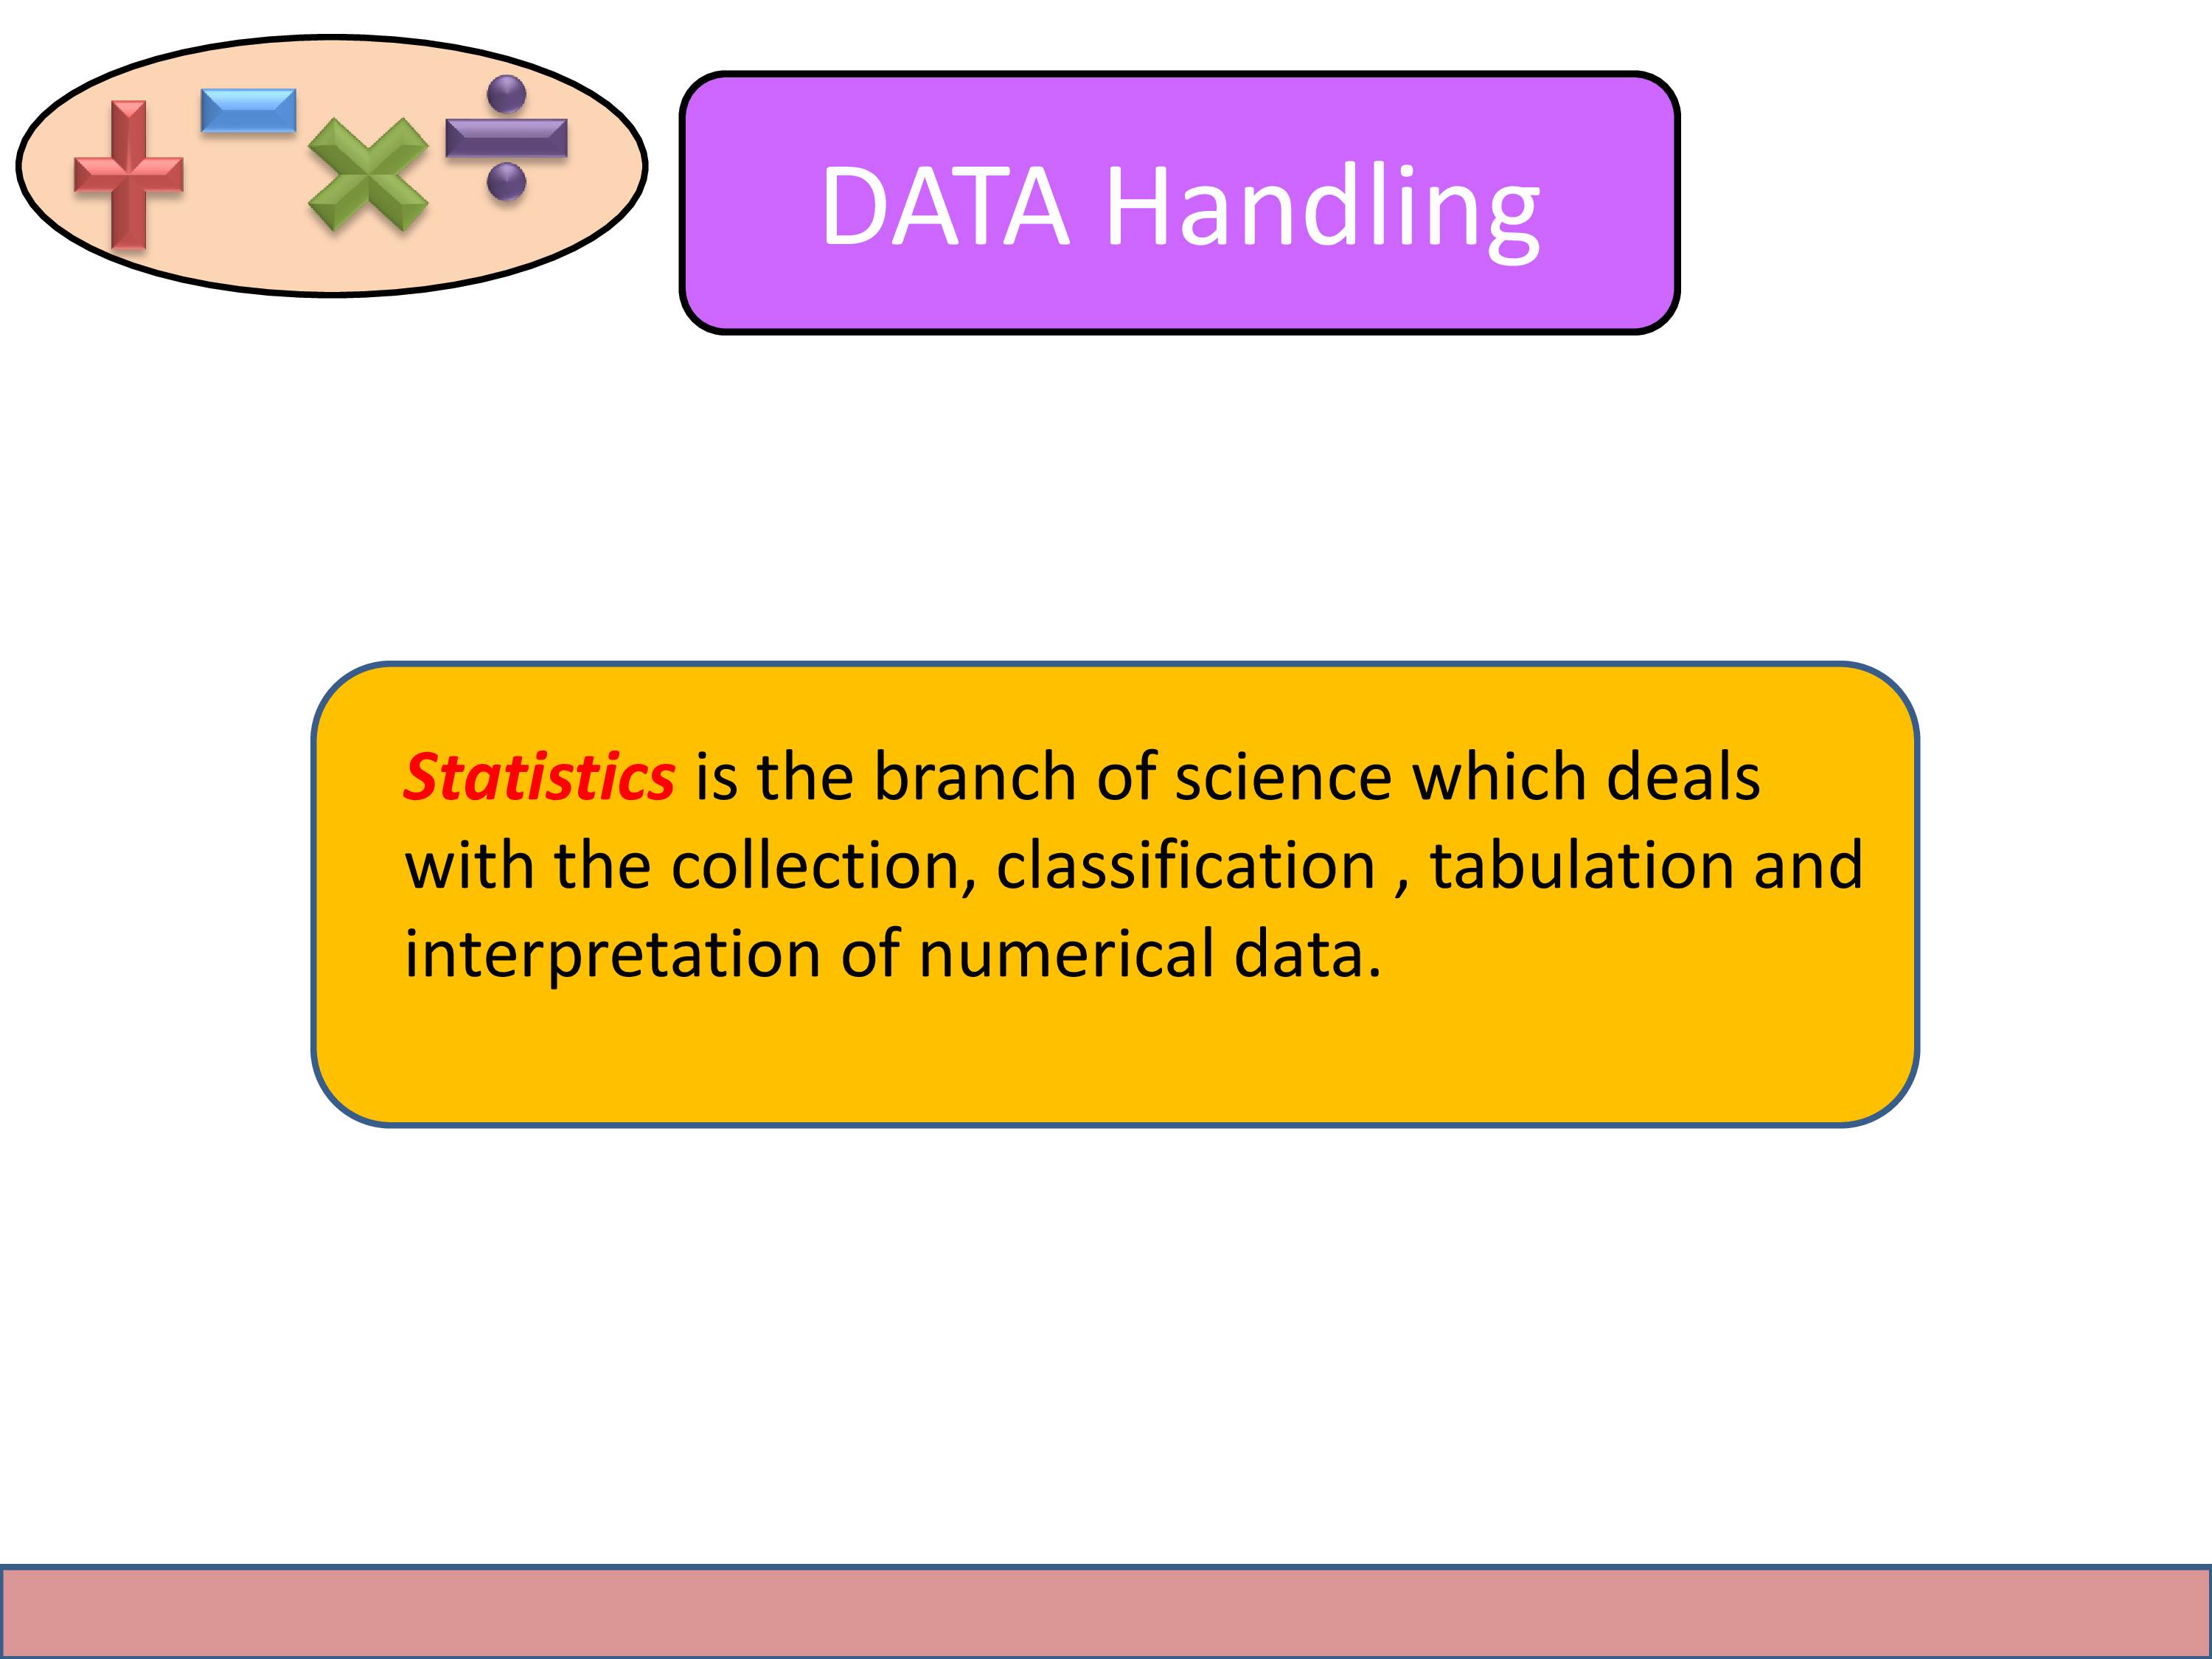 DATA Handling
Statistics is the branch of science which deals
with the collection, classification , tabulation and
interpretation of numerical data.